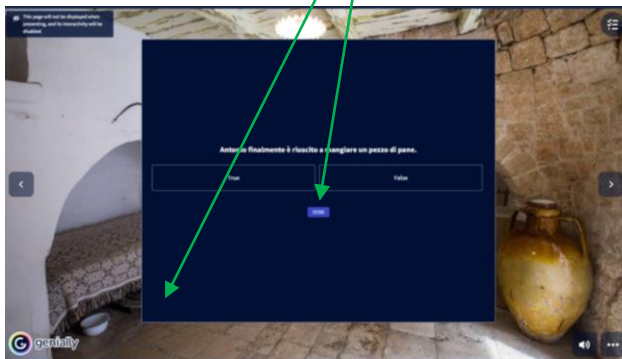 This page will not be displayed when
presenting, and its interactivity will be
disabled.
Antonio finalmente è riuscito a mangiare un pezzo di pane.
True
False
SEND
genially